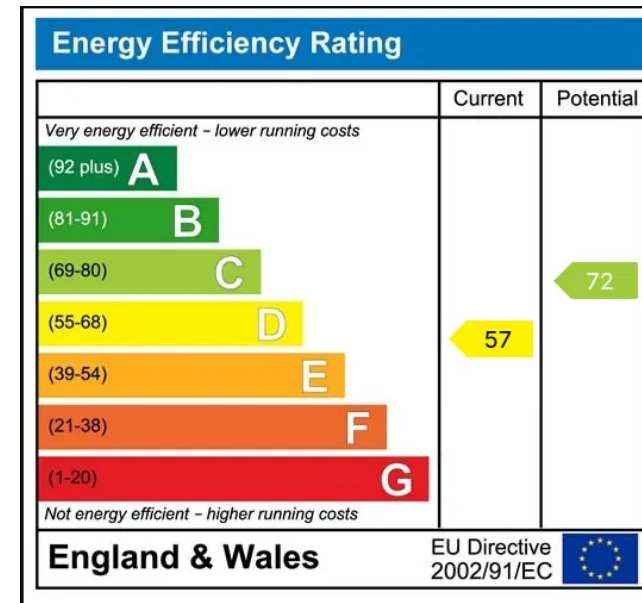 Energy Efficiency Rating
Current Potential
Very energy efficient – lower running costs
(92 plus) A
(81-91) B
(69-80) C
72
(55-68) D
57
(39-54) E
(21-38) F
(1-20) G
Not energy efficient – higher running costs
England & Wales
EU Directive
2002/91/EC